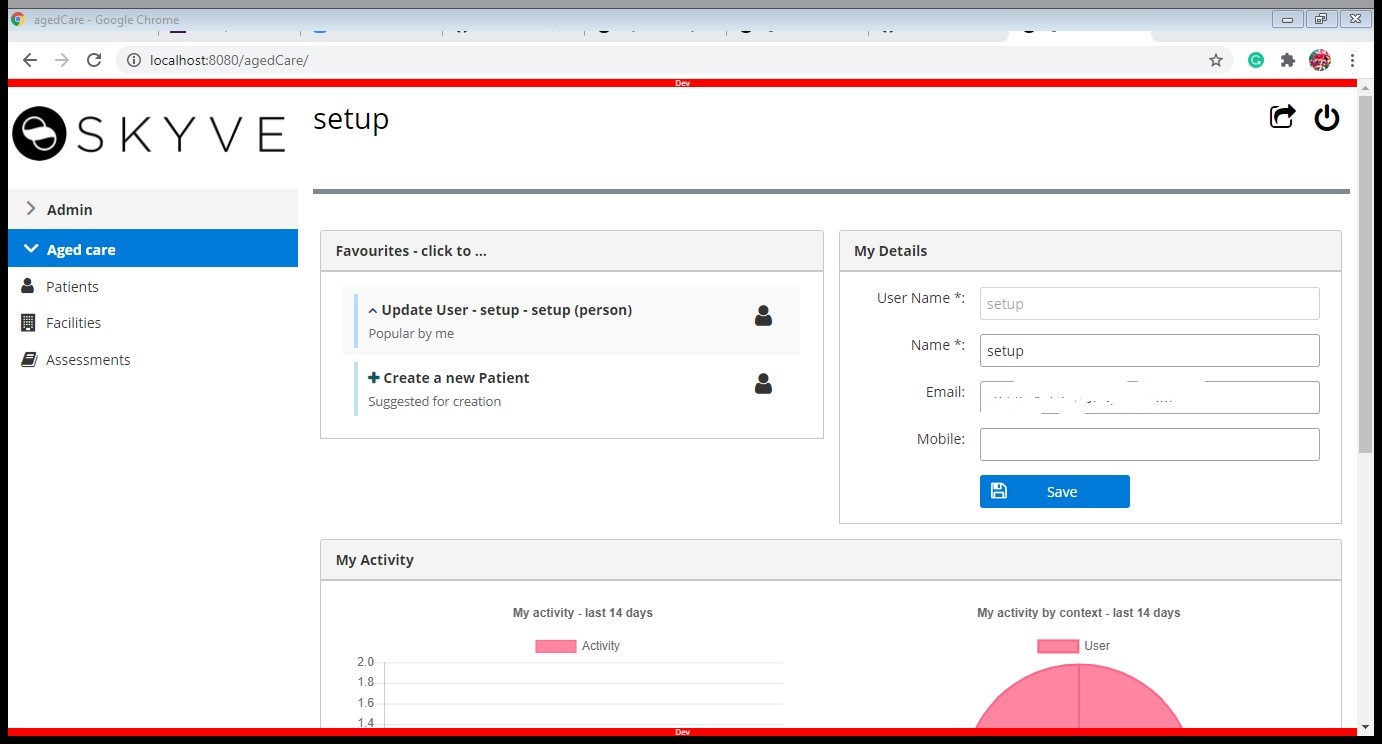 agedCare - Google Chrome
localhost:8080/agedCare/
Dev
SKYVE
setup
Admin
Aged care
Patients
Facilities
Assessments
Favourites - click to ...
Update User - setup - setup (person)
Popular by me
Create a new Patient
Suggested for creation
My Details
User Name *:
setup
Name *:
setup
Email:
Mobile:
Save
My Activity
My activity - last 14 days
Activity
2.0
1.8
1.6
1.4
My activity by context - last 14 days
User
Dev